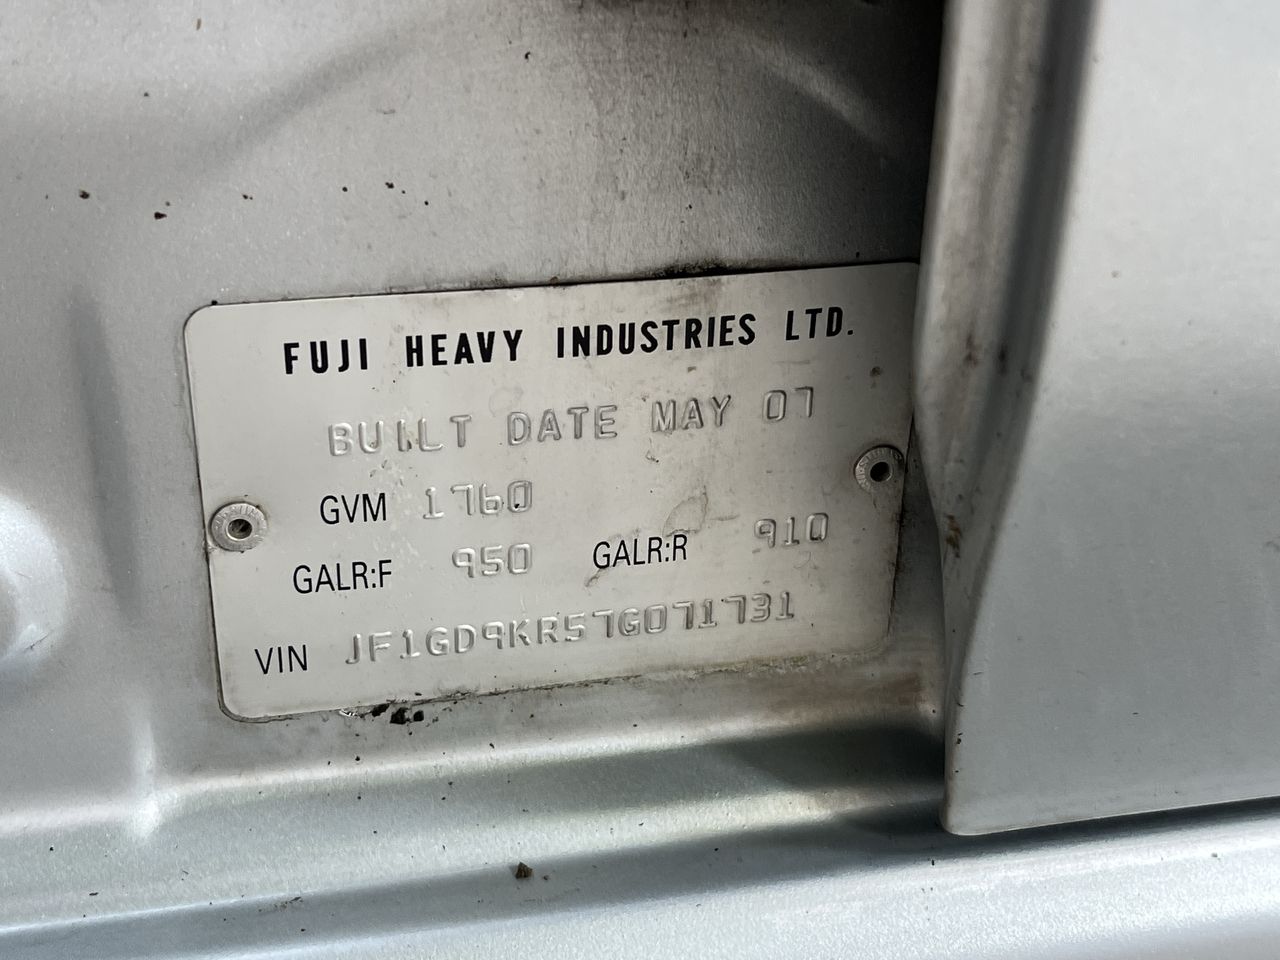 FUJI HEAVY INDUSTRIES LTD.
BUILT DATE MAY 07
GVM 1760
GALR:F 950 GALR:R 910
VIN JF1GD9KR57G071731